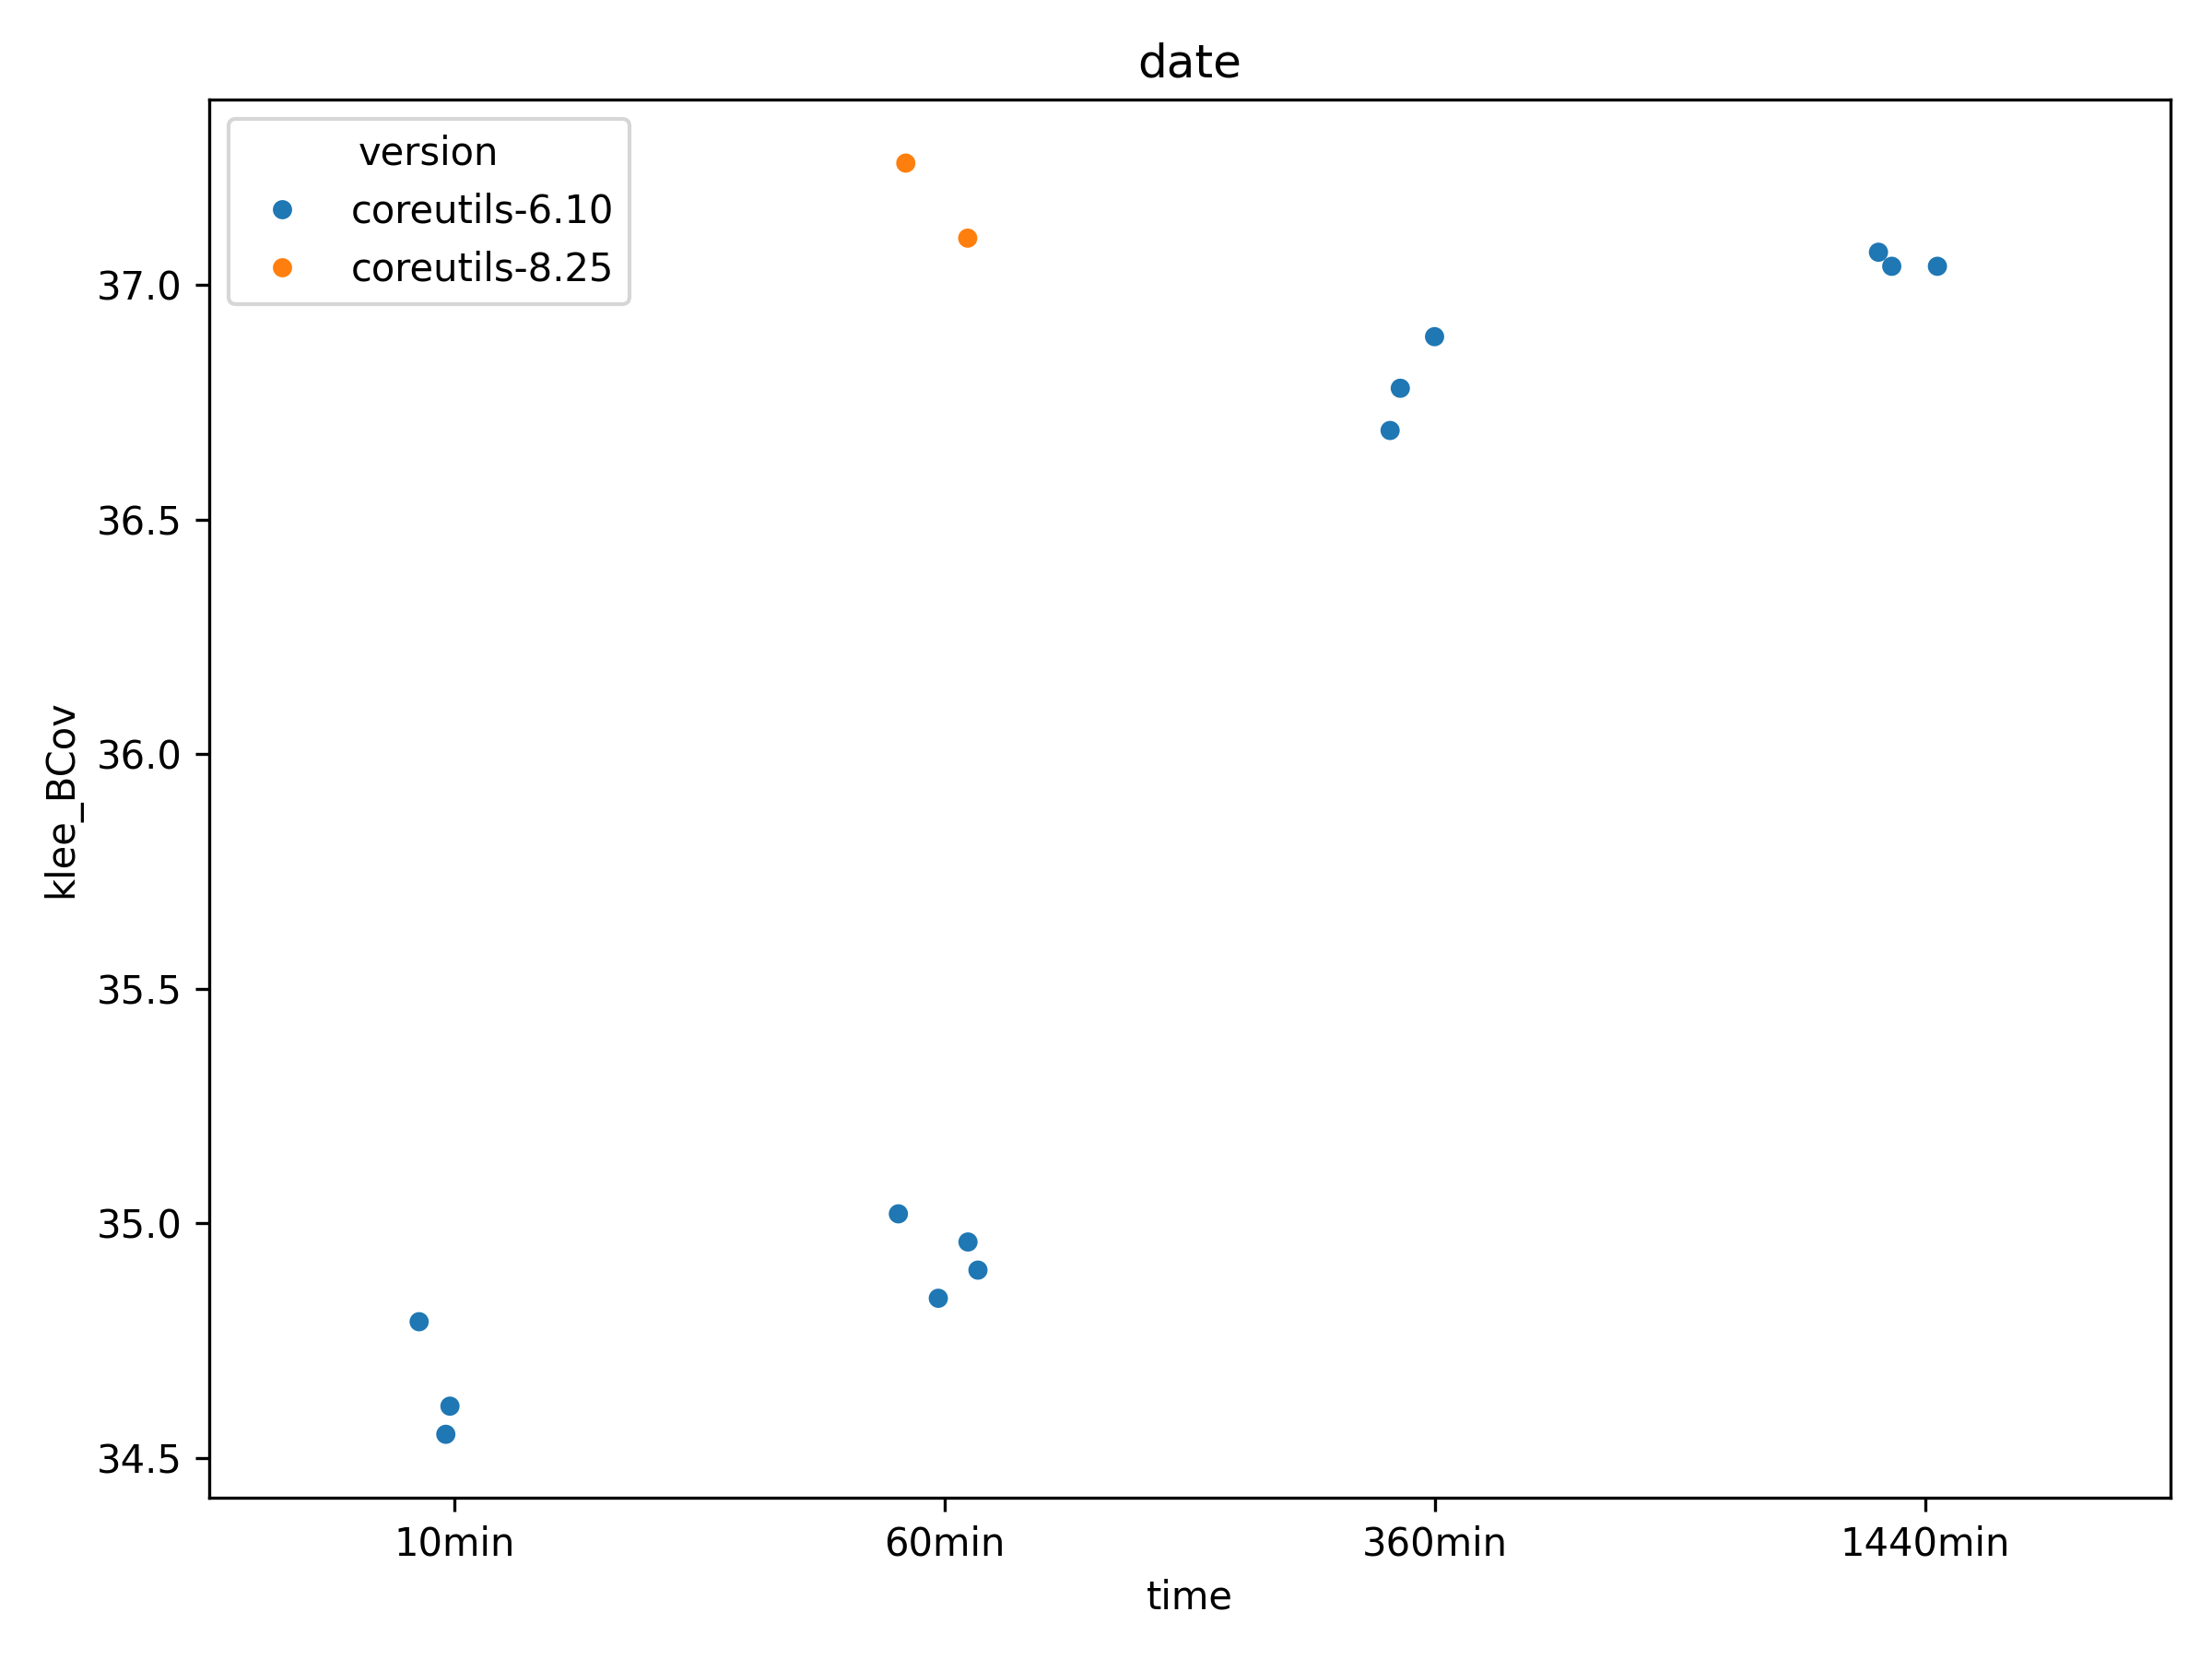 date
version
coreutils-6.10
coreutils-8.25
37.0
36.5
36.0
35.5
35.0
34.5
klee_BCov
10min 60min 360min 1440min
time